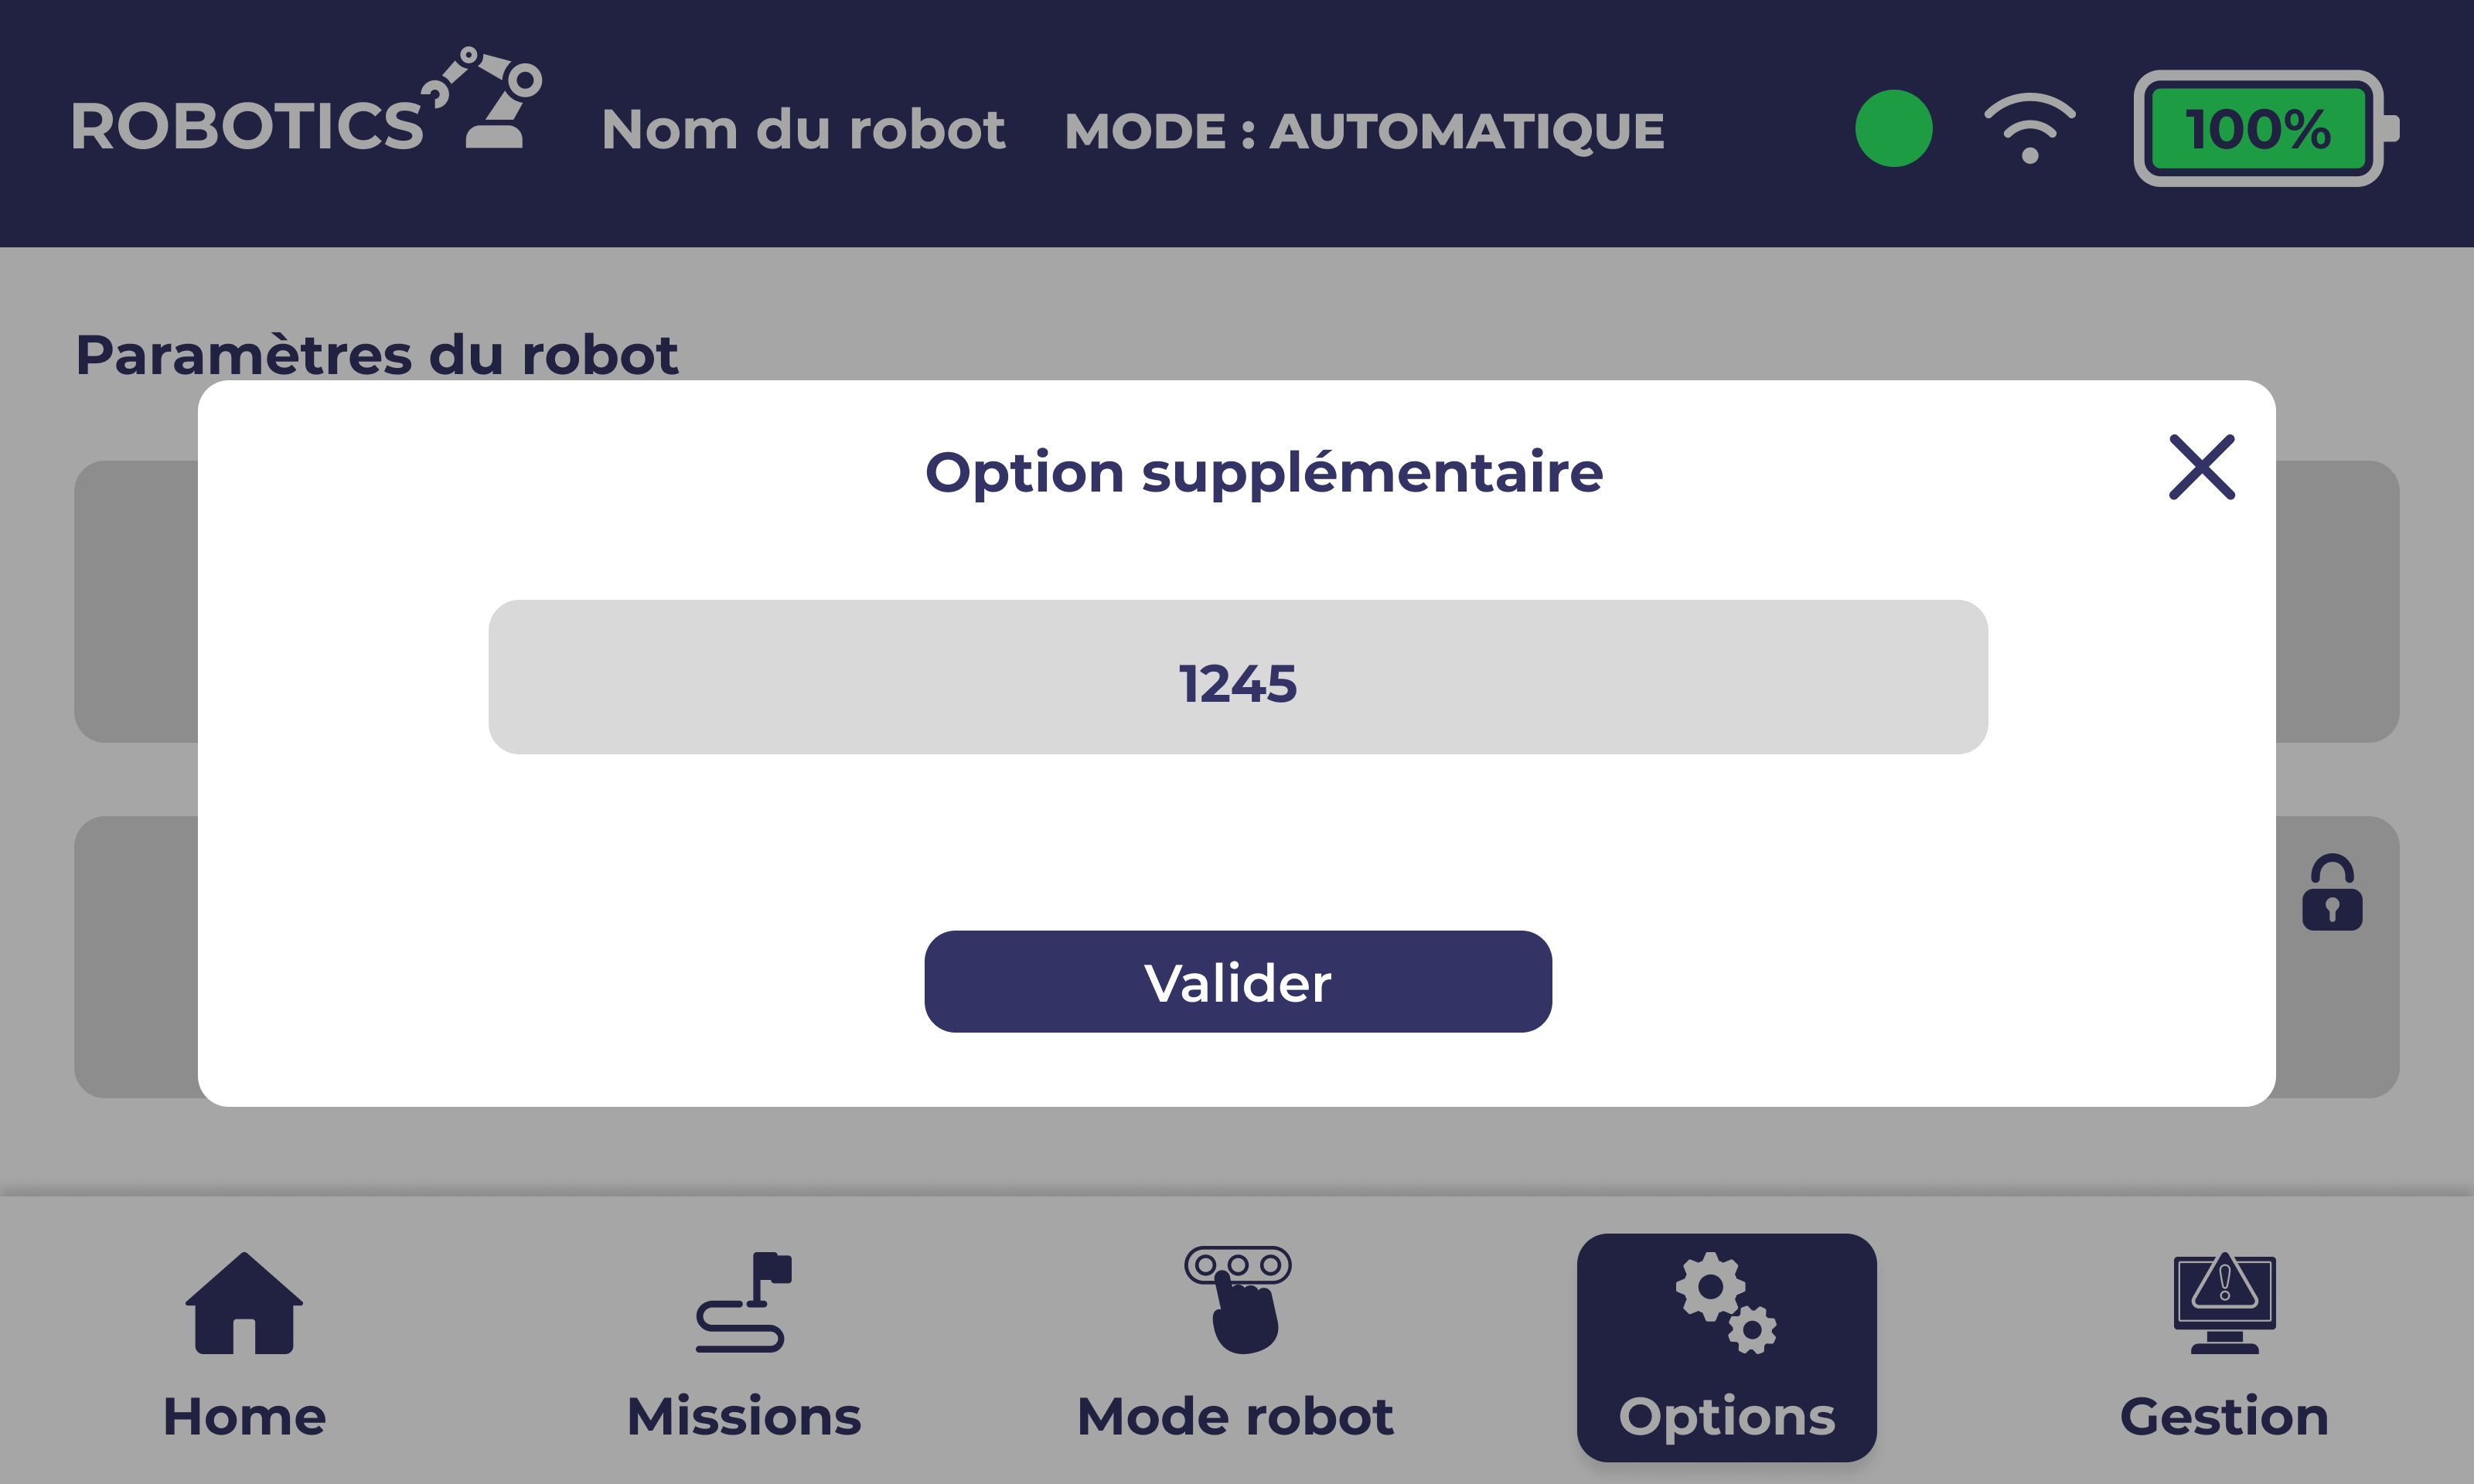 ROBOTICS
Nom du robot
MODE : AUTOMATIQUE
100%
Paramètres du robot
Option supplémentaire
1245
Valider
Home
Missions
Mode robot
Options
Gestion